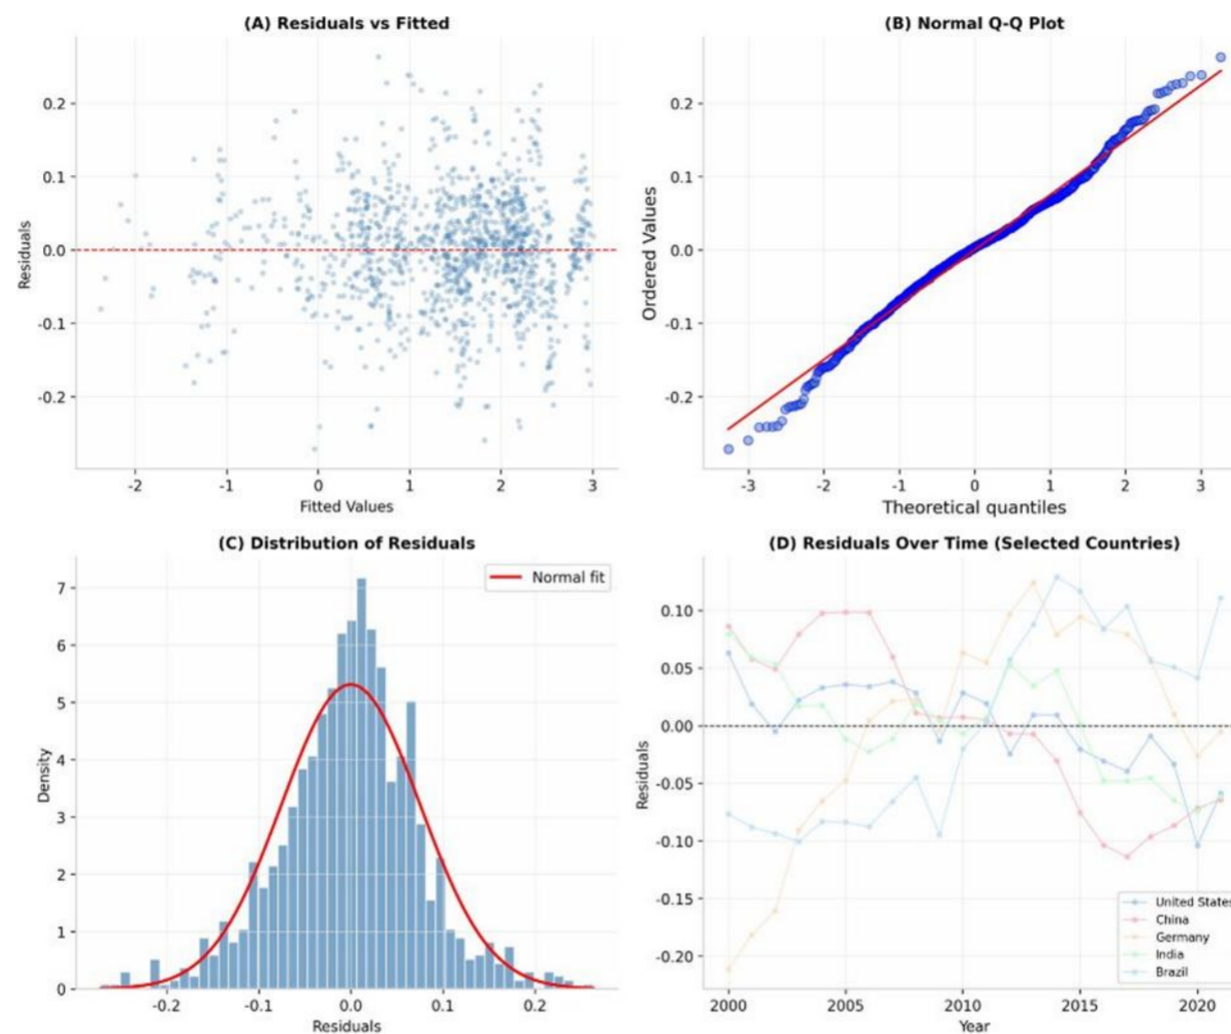 (A) Residuals vs Fitted
Residuals
0.2
0.1
0.0
-0.1
-0.2
-2 -1 0 1 2 3
Fitted Values
(B) Normal Q-Q Plot
Ordered Values
0.2
0.1
0.0
-0.1
-0.2
-3 -2 -1 0 1 2 3
Theoretical quantiles
(C) Distribution of Residuals
Normal fit
Density
7
6
5
4
3
2
1
0
-0.2 -0.1 0.0 0.1 0.2
Residuals
(D) Residuals Over Time (Selected Countries)
Residuals
0.10
0.05
0.00
-0.05
-0.10
-0.15
-0.20
United States
China
Germany
India
Brazil
2000 2005 2010 2015 2020
Year